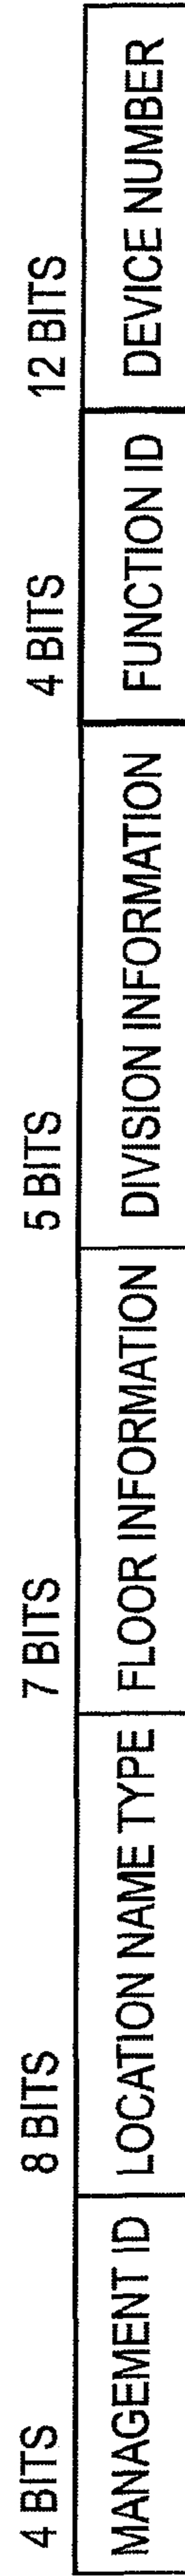 4 BITS 8 BITS 7 BITS 5 BITS 4 BITS 12 BITS
MANAGEMENT ID LOCATION NAME TYPE FLOOR INFORMATION DIVISION INFORMATION FUNCTION ID DEVICE NUMBER